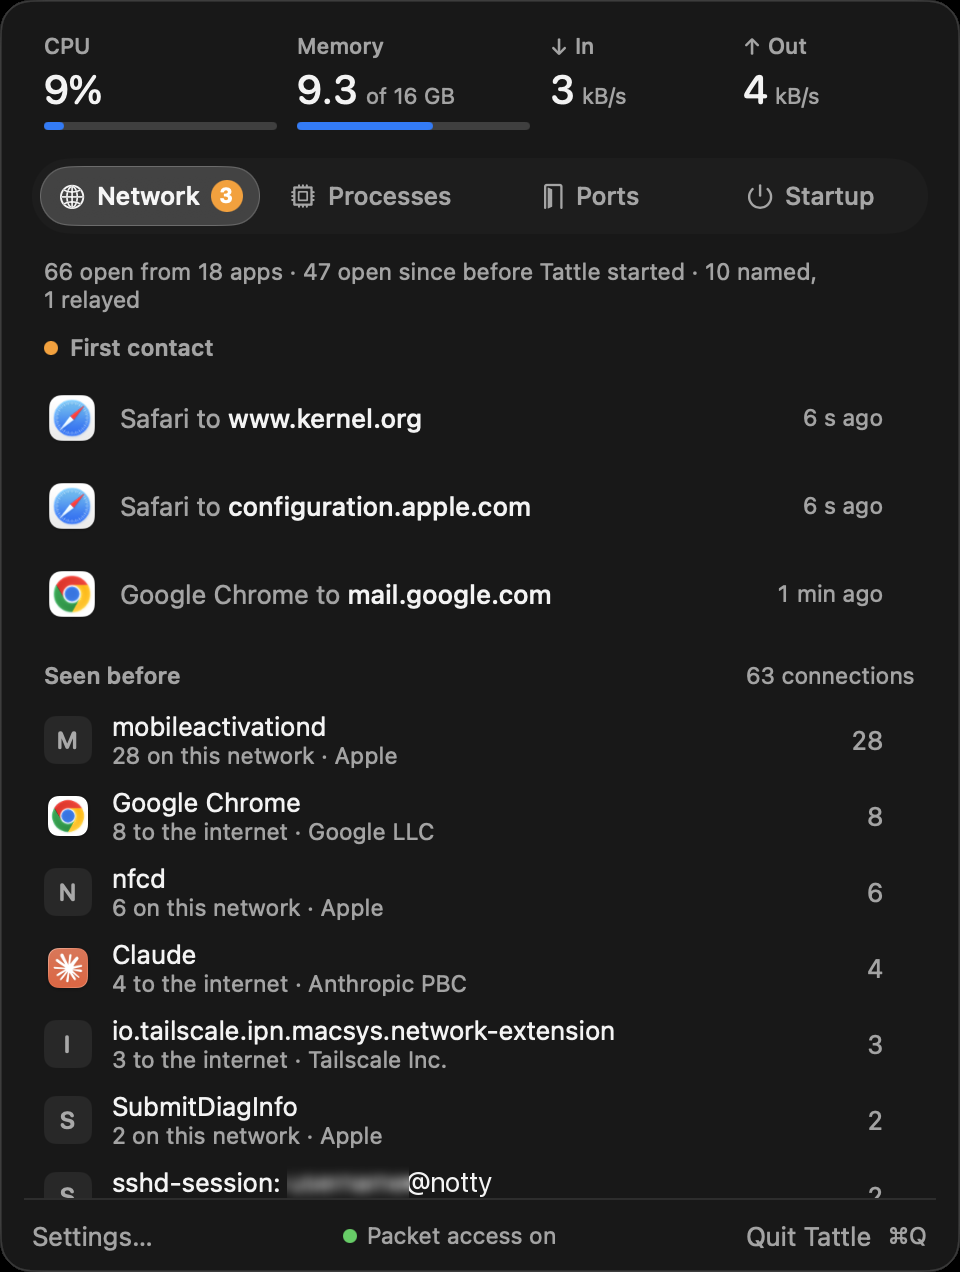 CPU
9%
Memory
9.3 of 16 GB
↓ In
3 kB/s
↑ Out
4 kB/s
Network 3
Processes
Ports
Startup
66 open from 18 apps · 47 open since before Tattle started · 10 named,
1 relayed
First contact
Safari to www.kernel.org
6 s ago
Safari to configuration.apple.com
6 s ago
Google Chrome to mail.google.com
1 min ago
Seen before
63 connections
M
mobileactivationd
28 on this network · Apple
28
Google Chrome
8 to the internet · Google LLC
8
N
nfcd
6 on this network · Apple
6
Claude
4 to the internet · Anthropic PBC
4
I
io.tailscale.ipn.macsys.network-extension
3 to the internet · Tailscale Inc.
3
S
SubmitDiagInfo
2 on this network · Apple
2
S
sshd-session: @notty
2
Settings...
Packet access on
Quit Tattle ⌘Q